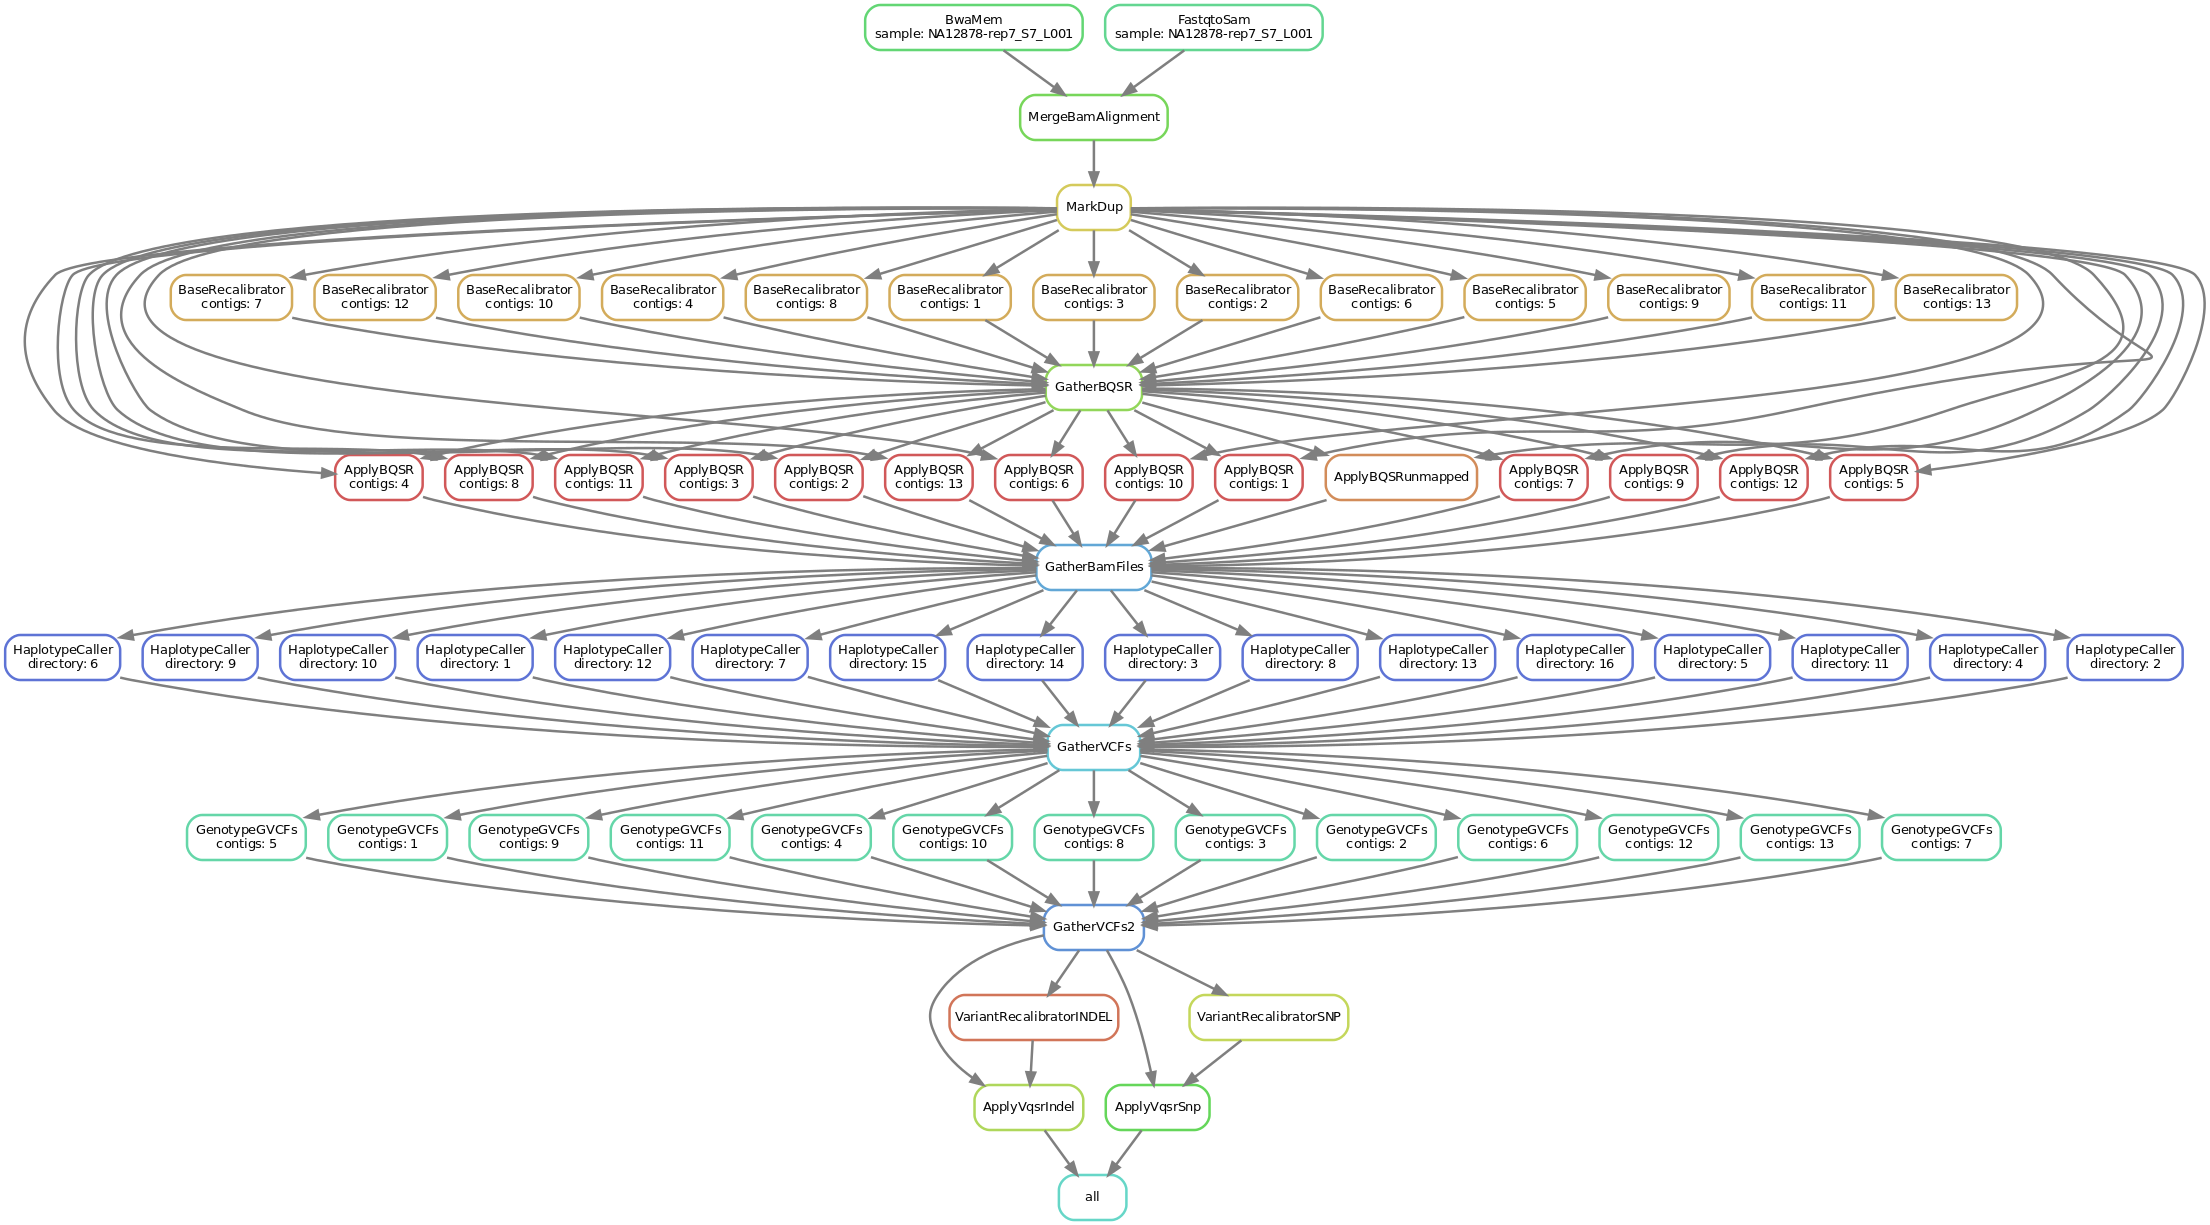 BwaMem
sample: NA12878-rep7_S7_L001
FastqtoSam
sample: NA12878-rep7_S7_L001
MergeBamAlignment
MarkDup
BaseRecalibrator
contigs: 7
BaseRecalibrator
contigs: 12
BaseRecalibrator
contigs: 10
BaseRecalibrator
contigs: 4
BaseRecalibrator
contigs: 8
BaseRecalibrator
contigs: 1
BaseRecalibrator
contigs: 3
BaseRecalibrator
contigs: 2
BaseRecalibrator
contigs: 6
BaseRecalibrator
contigs: 5
BaseRecalibrator
contigs: 9
BaseRecalibrator
contigs: 11
BaseRecalibrator
contigs: 13
GatherBQSR
ApplyBQSR
contigs: 4
ApplyBQSR
contigs: 8
ApplyBQSR
contigs: 11
ApplyBQSR
contigs: 3
ApplyBQSR
contigs: 2
ApplyBQSR
contigs: 13
ApplyBQSR
contigs: 6
ApplyBQSR
contigs: 10
ApplyBQSR
contigs: 1
ApplyBQSRunmapped
ApplyBQSR
contigs: 7
ApplyBQSR
contigs: 9
ApplyBQSR
contigs: 12
ApplyBQSR
contigs: 5
GatherBamFiles
HaplotypeCaller
directory: 6
HaplotypeCaller
directory: 9
HaplotypeCaller
directory: 10
HaplotypeCaller
directory: 1
HaplotypeCaller
directory: 12
HaplotypeCaller
directory: 7
HaplotypeCaller
directory: 15
HaplotypeCaller
directory: 14
HaplotypeCaller
directory: 3
HaplotypeCaller
directory: 8
HaplotypeCaller
directory: 13
HaplotypeCaller
directory: 16
HaplotypeCaller
directory: 5
HaplotypeCaller
directory: 11
HaplotypeCaller
directory: 4
HaplotypeCaller
directory: 2
GatherVCFs
GenotypeGVCFs
contigs: 5
GenotypeGVCFs
contigs: 1
GenotypeGVCFs
contigs: 9
GenotypeGVCFs
contigs: 11
GenotypeGVCFs
contigs: 4
GenotypeGVCFs
contigs: 10
GenotypeGVCFs
contigs: 8
GenotypeGVCFs
contigs: 3
GenotypeGVCFs
contigs: 2
GenotypeGVCFs
contigs: 6
GenotypeGVCFs
contigs: 12
GenotypeGVCFs
contigs: 13
GenotypeGVCFs
contigs: 7
GatherVCFs2
VariantRecalibratorINDEL
VariantRecalibratorSNP
ApplyVqsrIndel
ApplyVqsrSnp
all